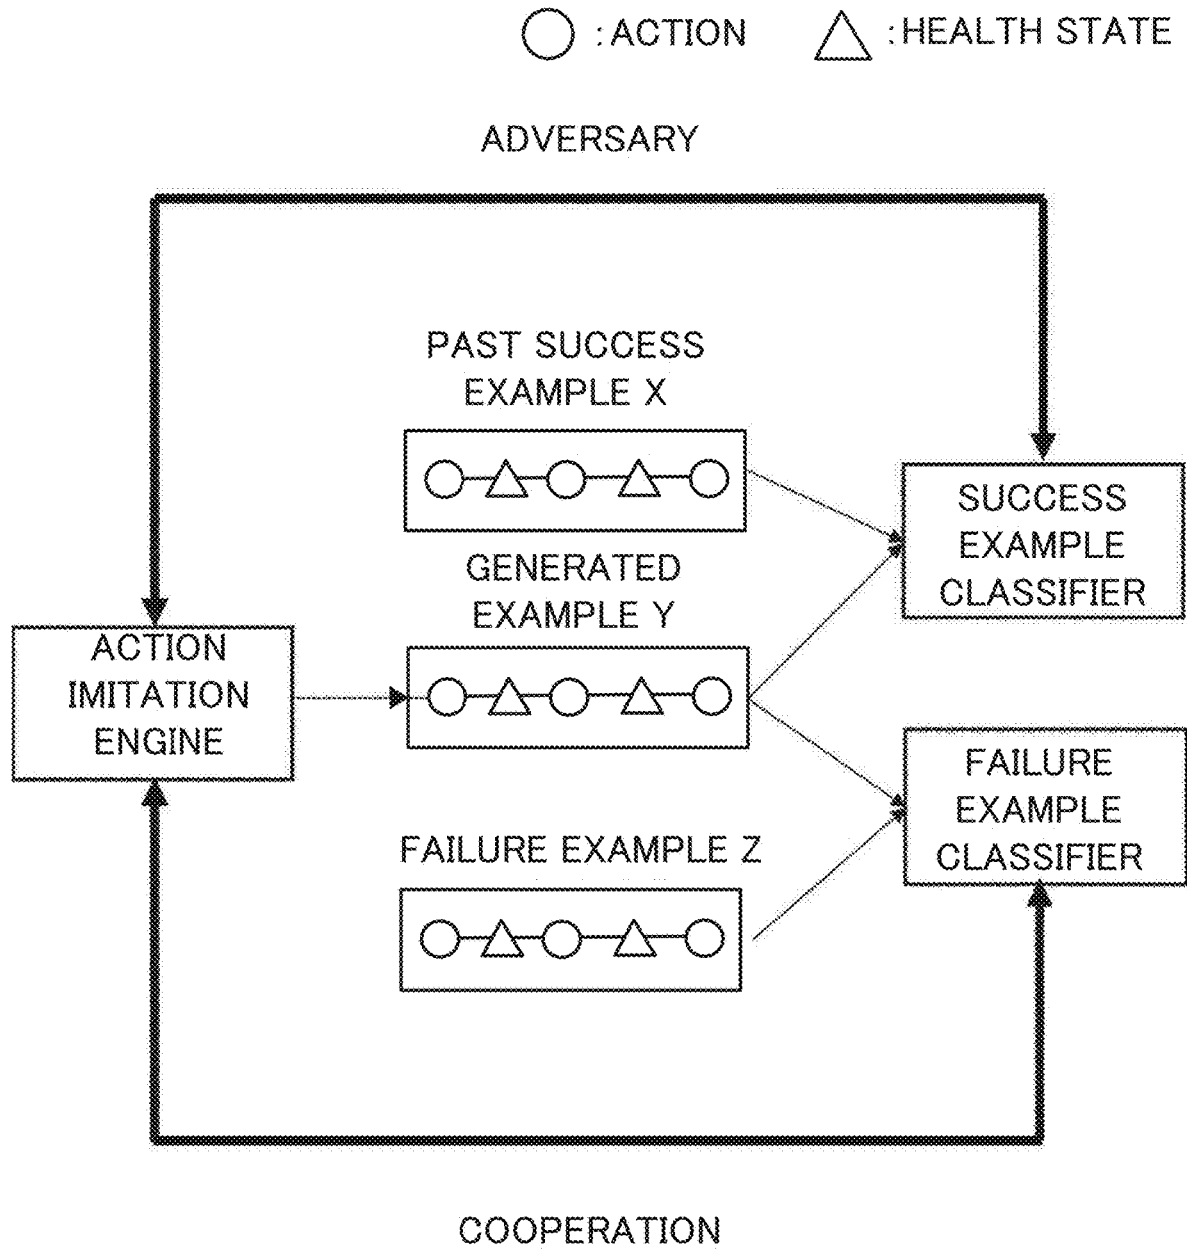 : ACTION
: HEALTH STATE
ADVERSARY
PAST SUCCESS
EXAMPLE X
SUCCESS
EXAMPLE
CLASSIFIER
GENERATED
EXAMPLE Y
ACTION
IMITATION
ENGINE
FAILURE
EXAMPLE
CLASSIFIER
FAILURE EXAMPLE Z
COOPERATION